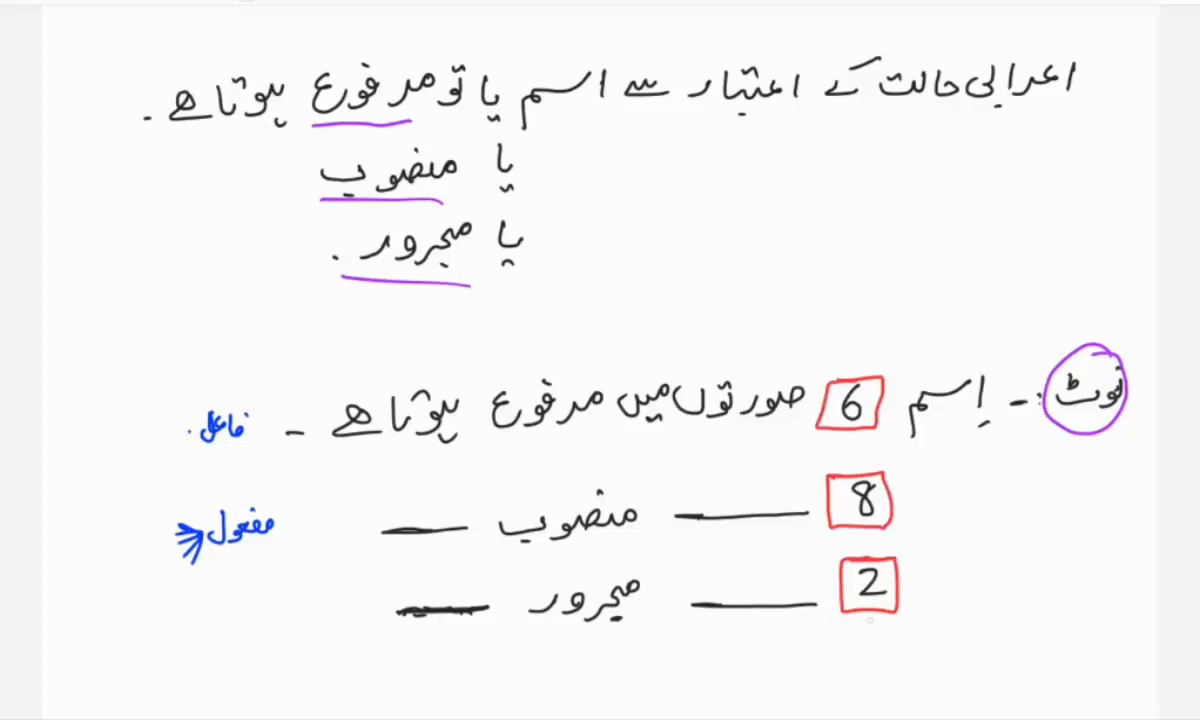 اعرابی حالت کے اعتبار سے اسم یا تو مرفوع ہوتا ہے ۔
یا منصوب
یا مجرور ۔
نوٹ :- اِسم 6 صورتوں میں مرفوع ہوتا ہے - فاعل ۔
8 —— منصوب —— مفعول
2 —— مجرور ——